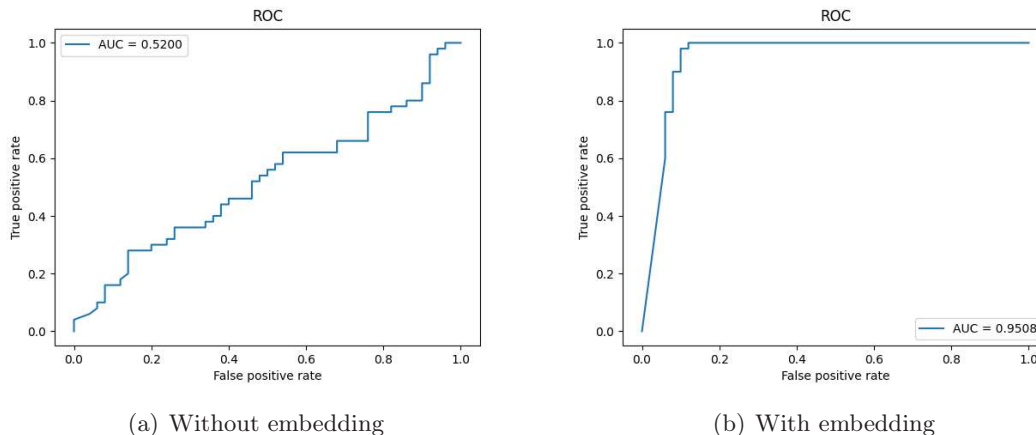 ROC
AUC = 0.5200
1.0
0.8
0.6
0.4
0.2
0.0
True positive rate
0.0 0.2 0.4 0.6 0.8 1.0
False positive rate
(a) Without embedding
ROC
1.0
0.8
0.6
0.4
0.2
0.0
True positive rate
AUC = 0.9508
0.0 0.2 0.4 0.6 0.8 1.0
False positive rate
(b) With embedding